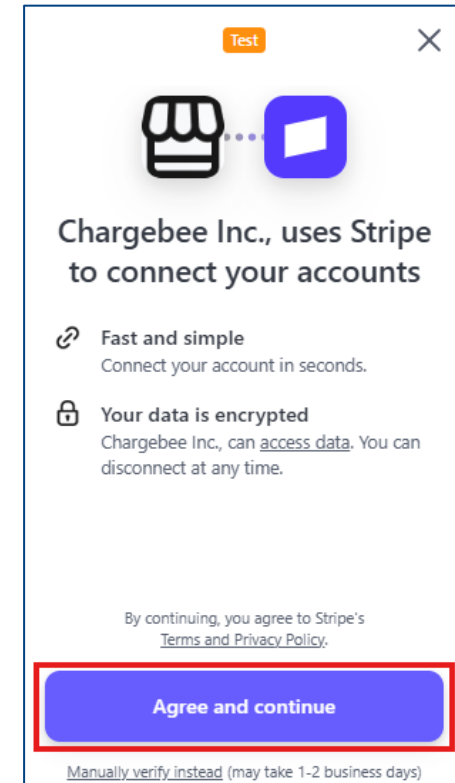 Test
Chargebee Inc., uses Stripe
to connect your accounts
Fast and simple
Connect your account in seconds.
Your data is encrypted
Chargebee Inc., can access data. You can
disconnect at any time.
By continuing, you agree to Stripe's
Terms and Privacy Policy.
Agree and continue
Manually verify instead (may take 1-2 business days)